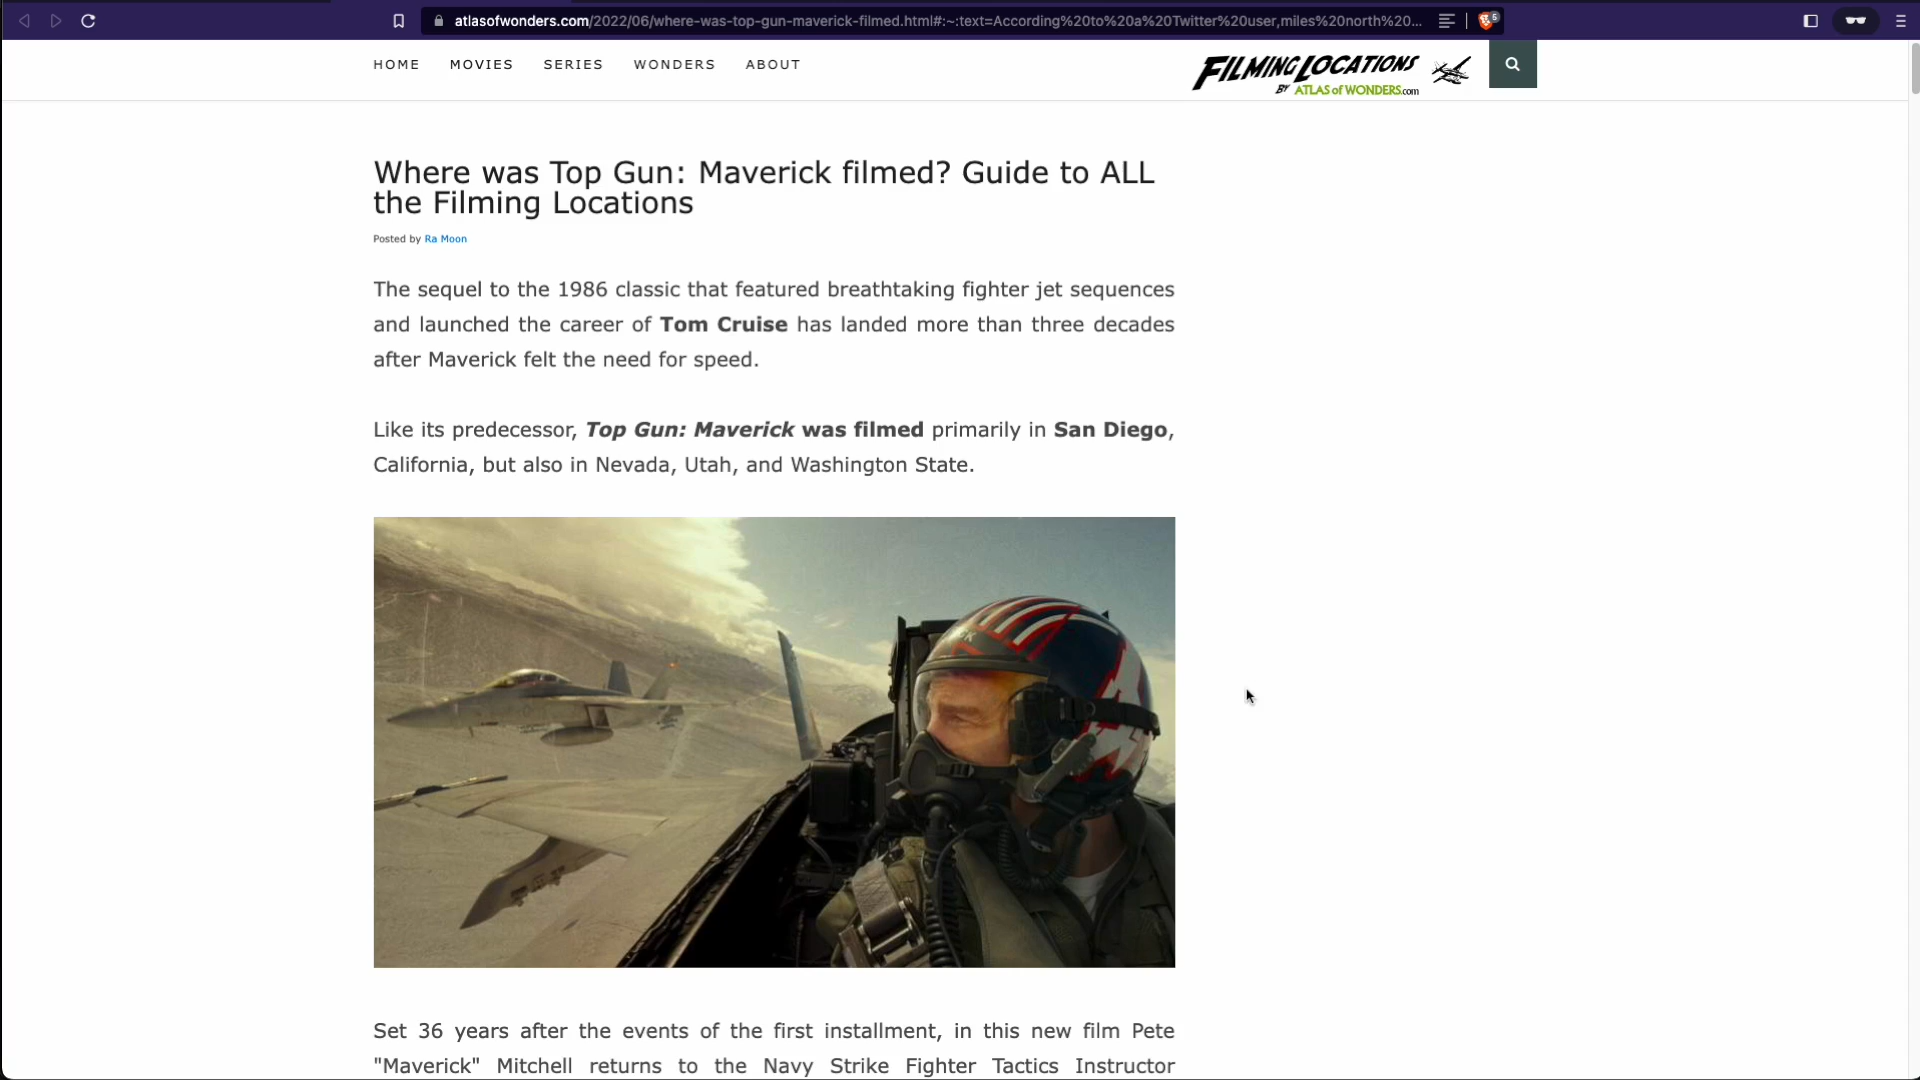 atlasofwonders.com/2022/06/where-was-top-gun-maverick-filmed.html#:~:text=According%20to%20a%20Twitter%20user,miles%20north%20...
5
HOME MOVIES SERIES WONDERS ABOUT
FILMING LOCATIONS
BY ATLAS of WONDERS.com
Where was Top Gun: Maverick filmed? Guide to ALL
the Filming Locations
Posted by Ra Moon
The sequel to the 1986 classic that featured breathtaking fighter jet sequences
and launched the career of Tom Cruise has landed more than three decades
after Maverick felt the need for speed.
Like its predecessor, Top Gun: Maverick was filmed primarily in San Diego,
California, but also in Nevada, Utah, and Washington State.
Set 36 years after the events of the first installment, in this new film Pete
"Maverick" Mitchell returns to the Navy Strike Fighter Tactics Instructor